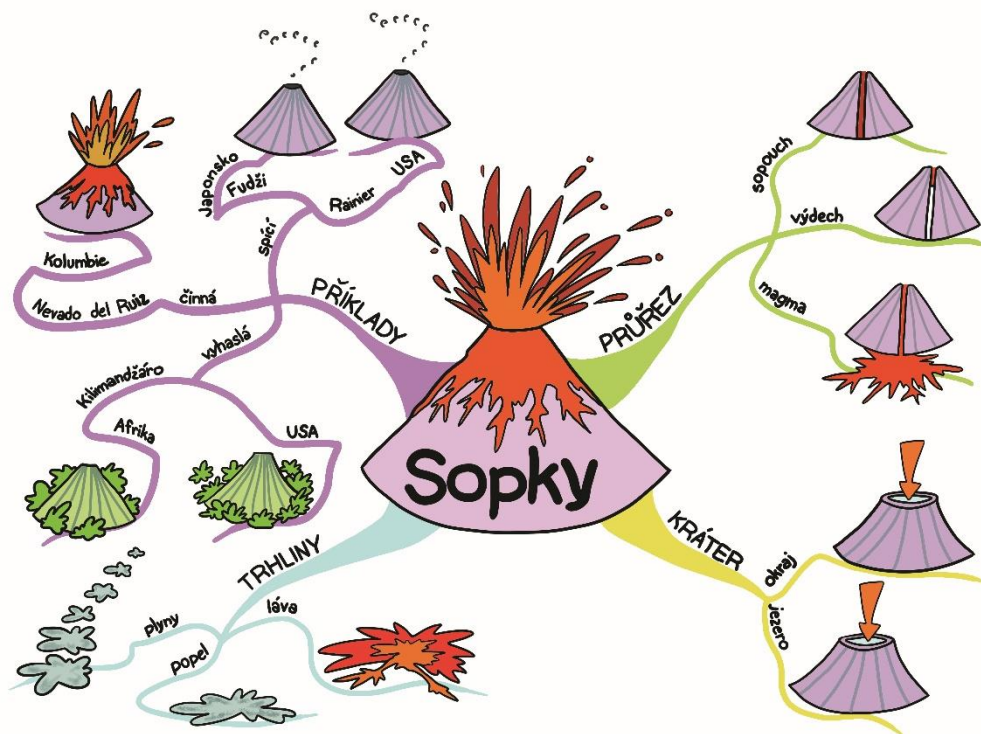 Sopky
PŘÍKLADY
činná
Nevado del Ruiz
Kolumbie
spící
Fudži
Japonsko
Rainier
USA
vyhaslá
Kilimandžáro
Afrika
USA
PRŮŘEZ
sopouch
výdech
magma
KRÁTER
okraj
jezero
TRHLINY
plyny
popel
láva